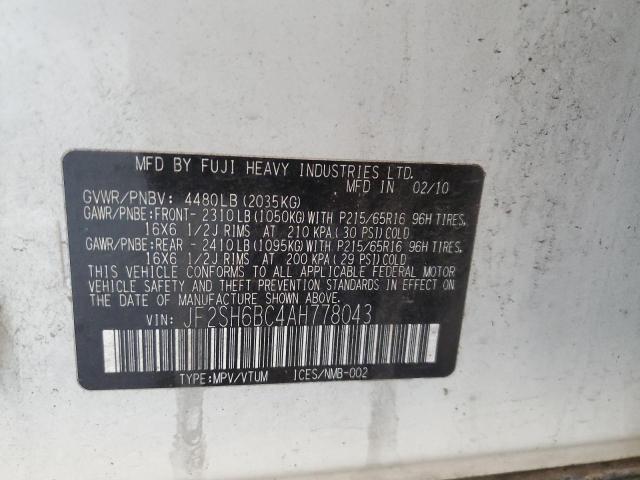 MFD BY FUJI HEAVY INDUSTRIES LTD.
MFD IN 02/10
GVWR/PNBV: 4480LB(2035KG)
GAWR/PNBE:FRONT- 2310LB(1050KG)WITH P215/65R16 96H TIRES,
16X6 1/2J RIMS AT 210 KPA(30 PSI)COLD
GAWR/PNBE:REAR - 2410LB(1095KG)WITH P215/65R16 96H TIRES,
16X6 1/2J RIMS AT 200 KPA(29 PSI)COLD
THIS VEHICLE CONFORMS TO ALL APPLICABLE FEDERAL MOTOR
VEHICLE SAFETY AND THEFT PREVENTION STANDARDS IN EFFECT
ON THE DATE OF MANUFACTURE SHOWN ABOVE.
VIN: JF2SH6BC4AH778043
TYPE:MPV/VTUM ICES/NMB-002